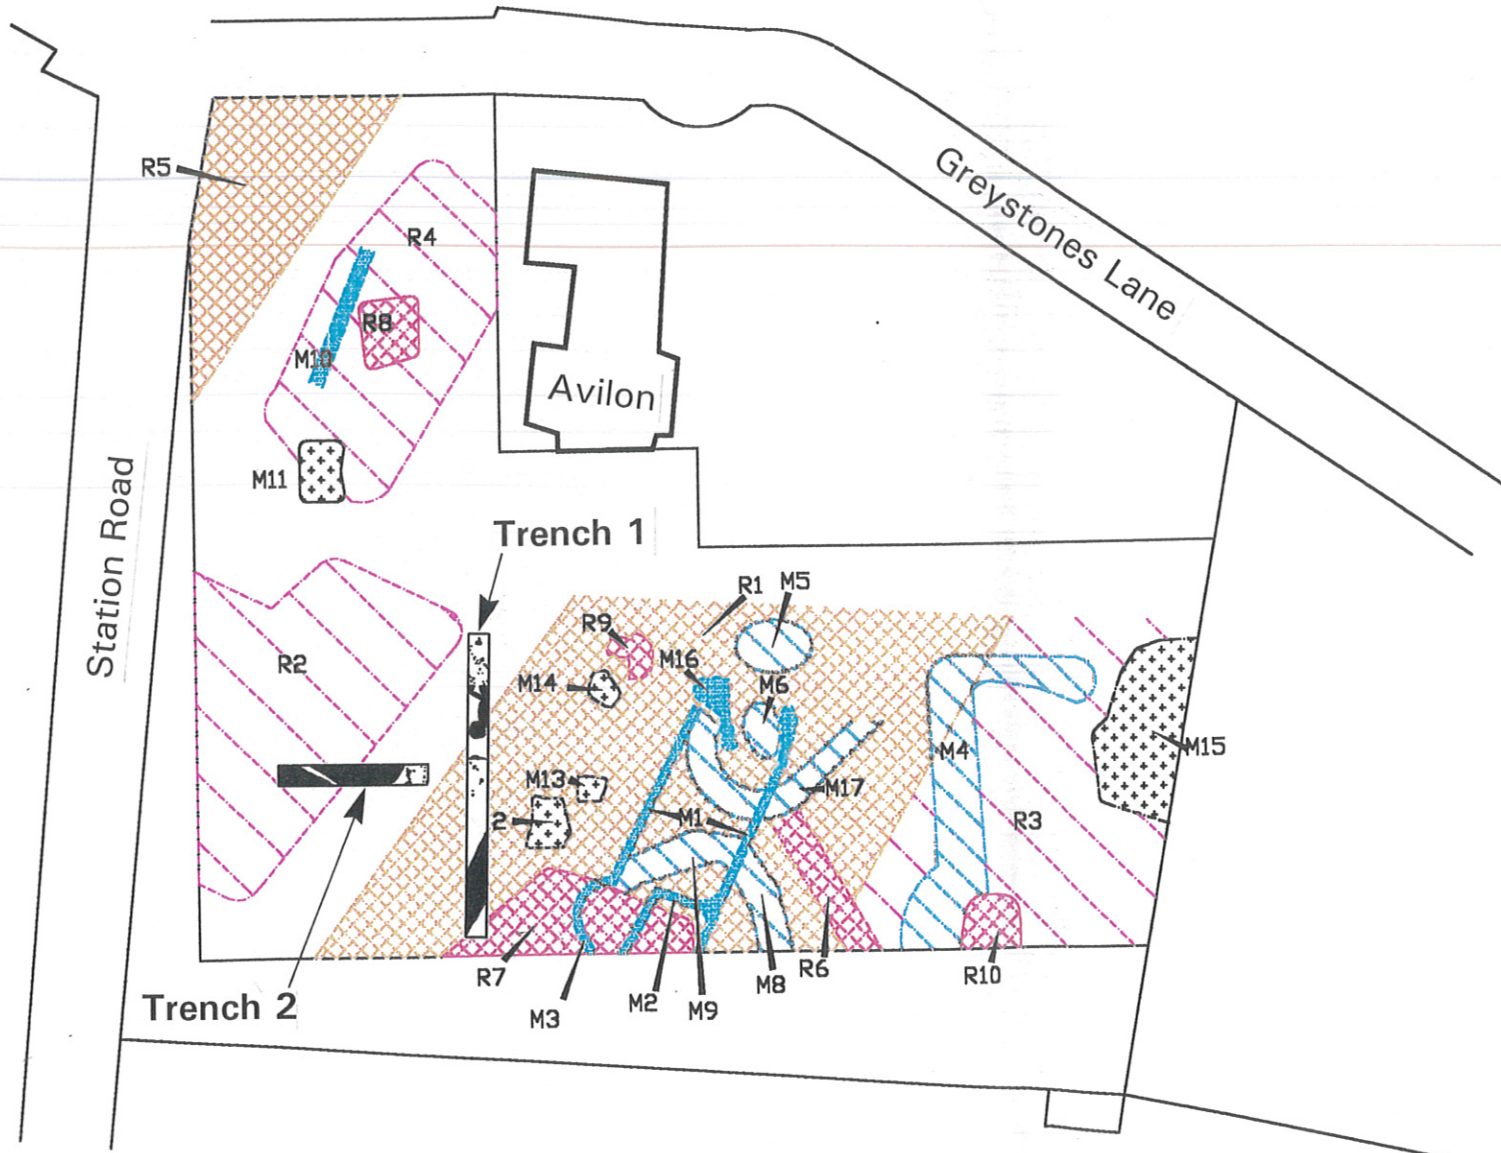 R5
Greystones Lane
R4
R8
M10
Avilon
M11
Station Road
Trench 1
R1
M5
R9
M16
R2
M14
M6
M4
M15
M13
M17
2
M1
R3
R7
R6
R10
M8
M2
M9
M3
Trench 2